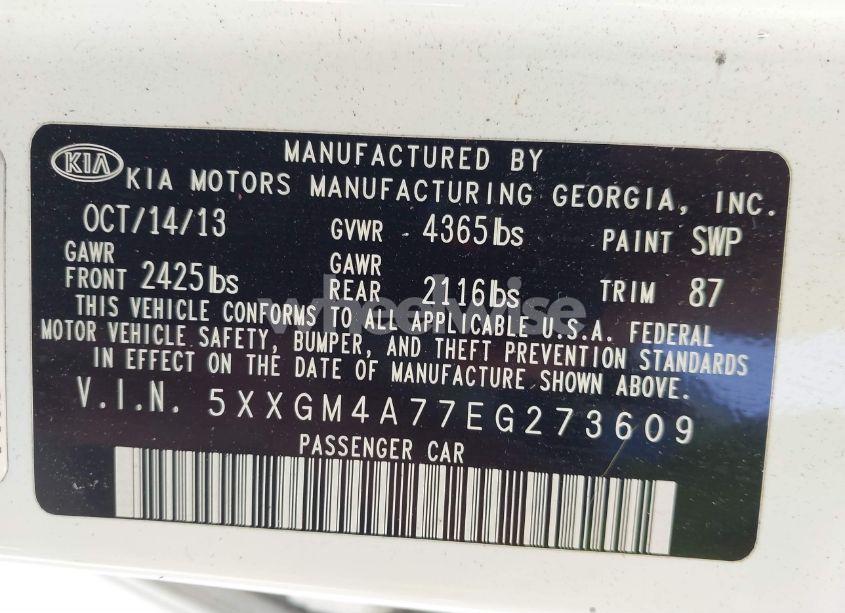 KIA
MANUFACTURED BY
KIA MOTORS MANUFACTURING GEORGIA, INC.
OCT/14/13 GVWR 4365lbs PAINT SWP
GAWR FRONT 2425lbs GAWR REAR 2116lbs TRIM 87
THIS VEHICLE CONFORMS TO ALL APPLICABLE U.S.A. FEDERAL
MOTOR VEHICLE SAFETY, BUMPER, AND THEFT PREVENTION STANDARDS
IN EFFECT ON THE DATE OF MANUFACTURE SHOWN ABOVE.
V.I.N. 5XXGM4A77EG273609
PASSENGER CAR
wheelwise